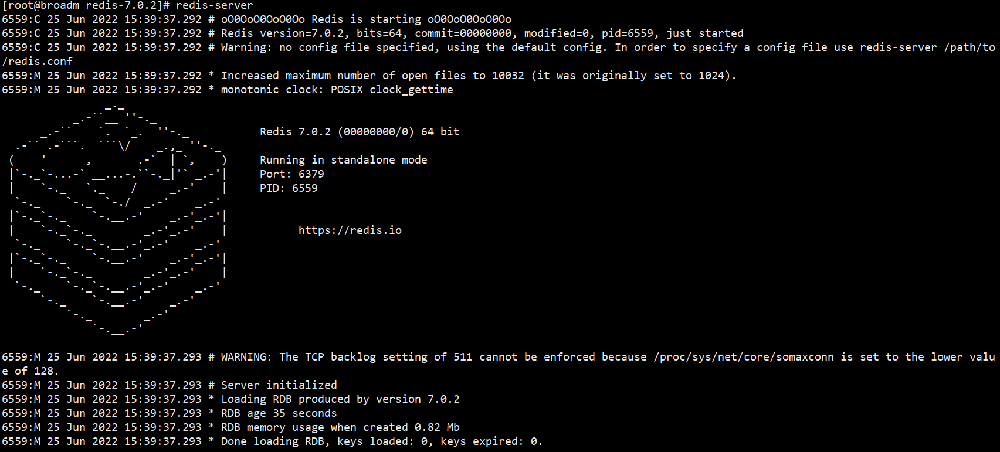 [root@broadm redis-7.0.2]# redis-server
6559:C 25 Jun 2022 15:39:37.292 # oO0OoO0OoO0Oo Redis is starting oO0OoO0OoO0Oo
6559:C 25 Jun 2022 15:39:37.292 # Redis version=7.0.2, bits=64, commit=00000000, modified=0, pid=6559, just started
6559:C 25 Jun 2022 15:39:37.292 # Warning: no config file specified, using the default config. In order to specify a config file use redis-server /path/to
/redis.conf
6559:M 25 Jun 2022 15:39:37.292 * Increased maximum number of open files to 10032 (it was originally set to 1024).
6559:M 25 Jun 2022 15:39:37.292 * monotonic clock: POSIX clock_gettime
Redis 7.0.2 (00000000/0) 64 bit
Running in standalone mode
Port: 6379
PID: 6559
https://redis.io
6559:M 25 Jun 2022 15:39:37.293 # WARNING: The TCP backlog setting of 511 cannot be enforced because /proc/sys/net/core/somaxconn is set to the lower valu
e of 128.
6559:M 25 Jun 2022 15:39:37.293 # Server initialized
6559:M 25 Jun 2022 15:39:37.293 * Loading RDB produced by version 7.0.2
6559:M 25 Jun 2022 15:39:37.293 * RDB age 35 seconds
6559:M 25 Jun 2022 15:39:37.293 * RDB memory usage when created 0.82 Mb
6559:M 25 Jun 2022 15:39:37.293 * Done loading RDB, keys loaded: 0, keys expired: 0.